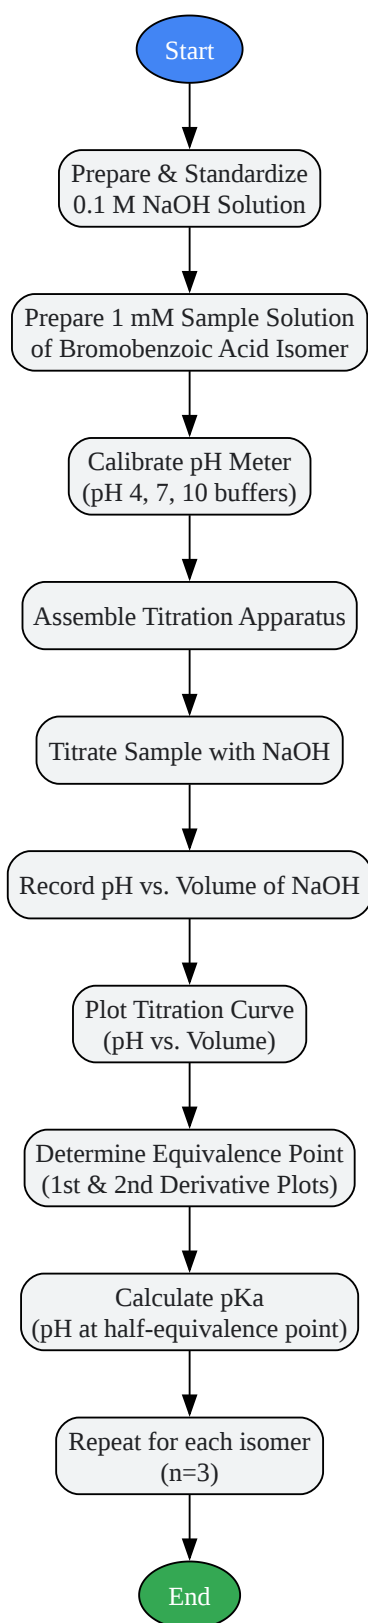 Start
Prepare & Standardize
0.1 M NaOH Solution
Prepare 1 mM Sample Solution
of Bromobenzoic Acid Isomer
Calibrate pH Meter
(pH 4, 7, 10 buffers)
Assemble Titration Apparatus
Titrate Sample with NaOH
Record pH vs. Volume of NaOH
Plot Titration Curve
(pH vs. Volume)
Determine Equivalence Point
(1st & 2nd Derivative Plots)
Calculate pKa
(pH at half-equivalence point)
Repeat for each isomer
(n=3)
End